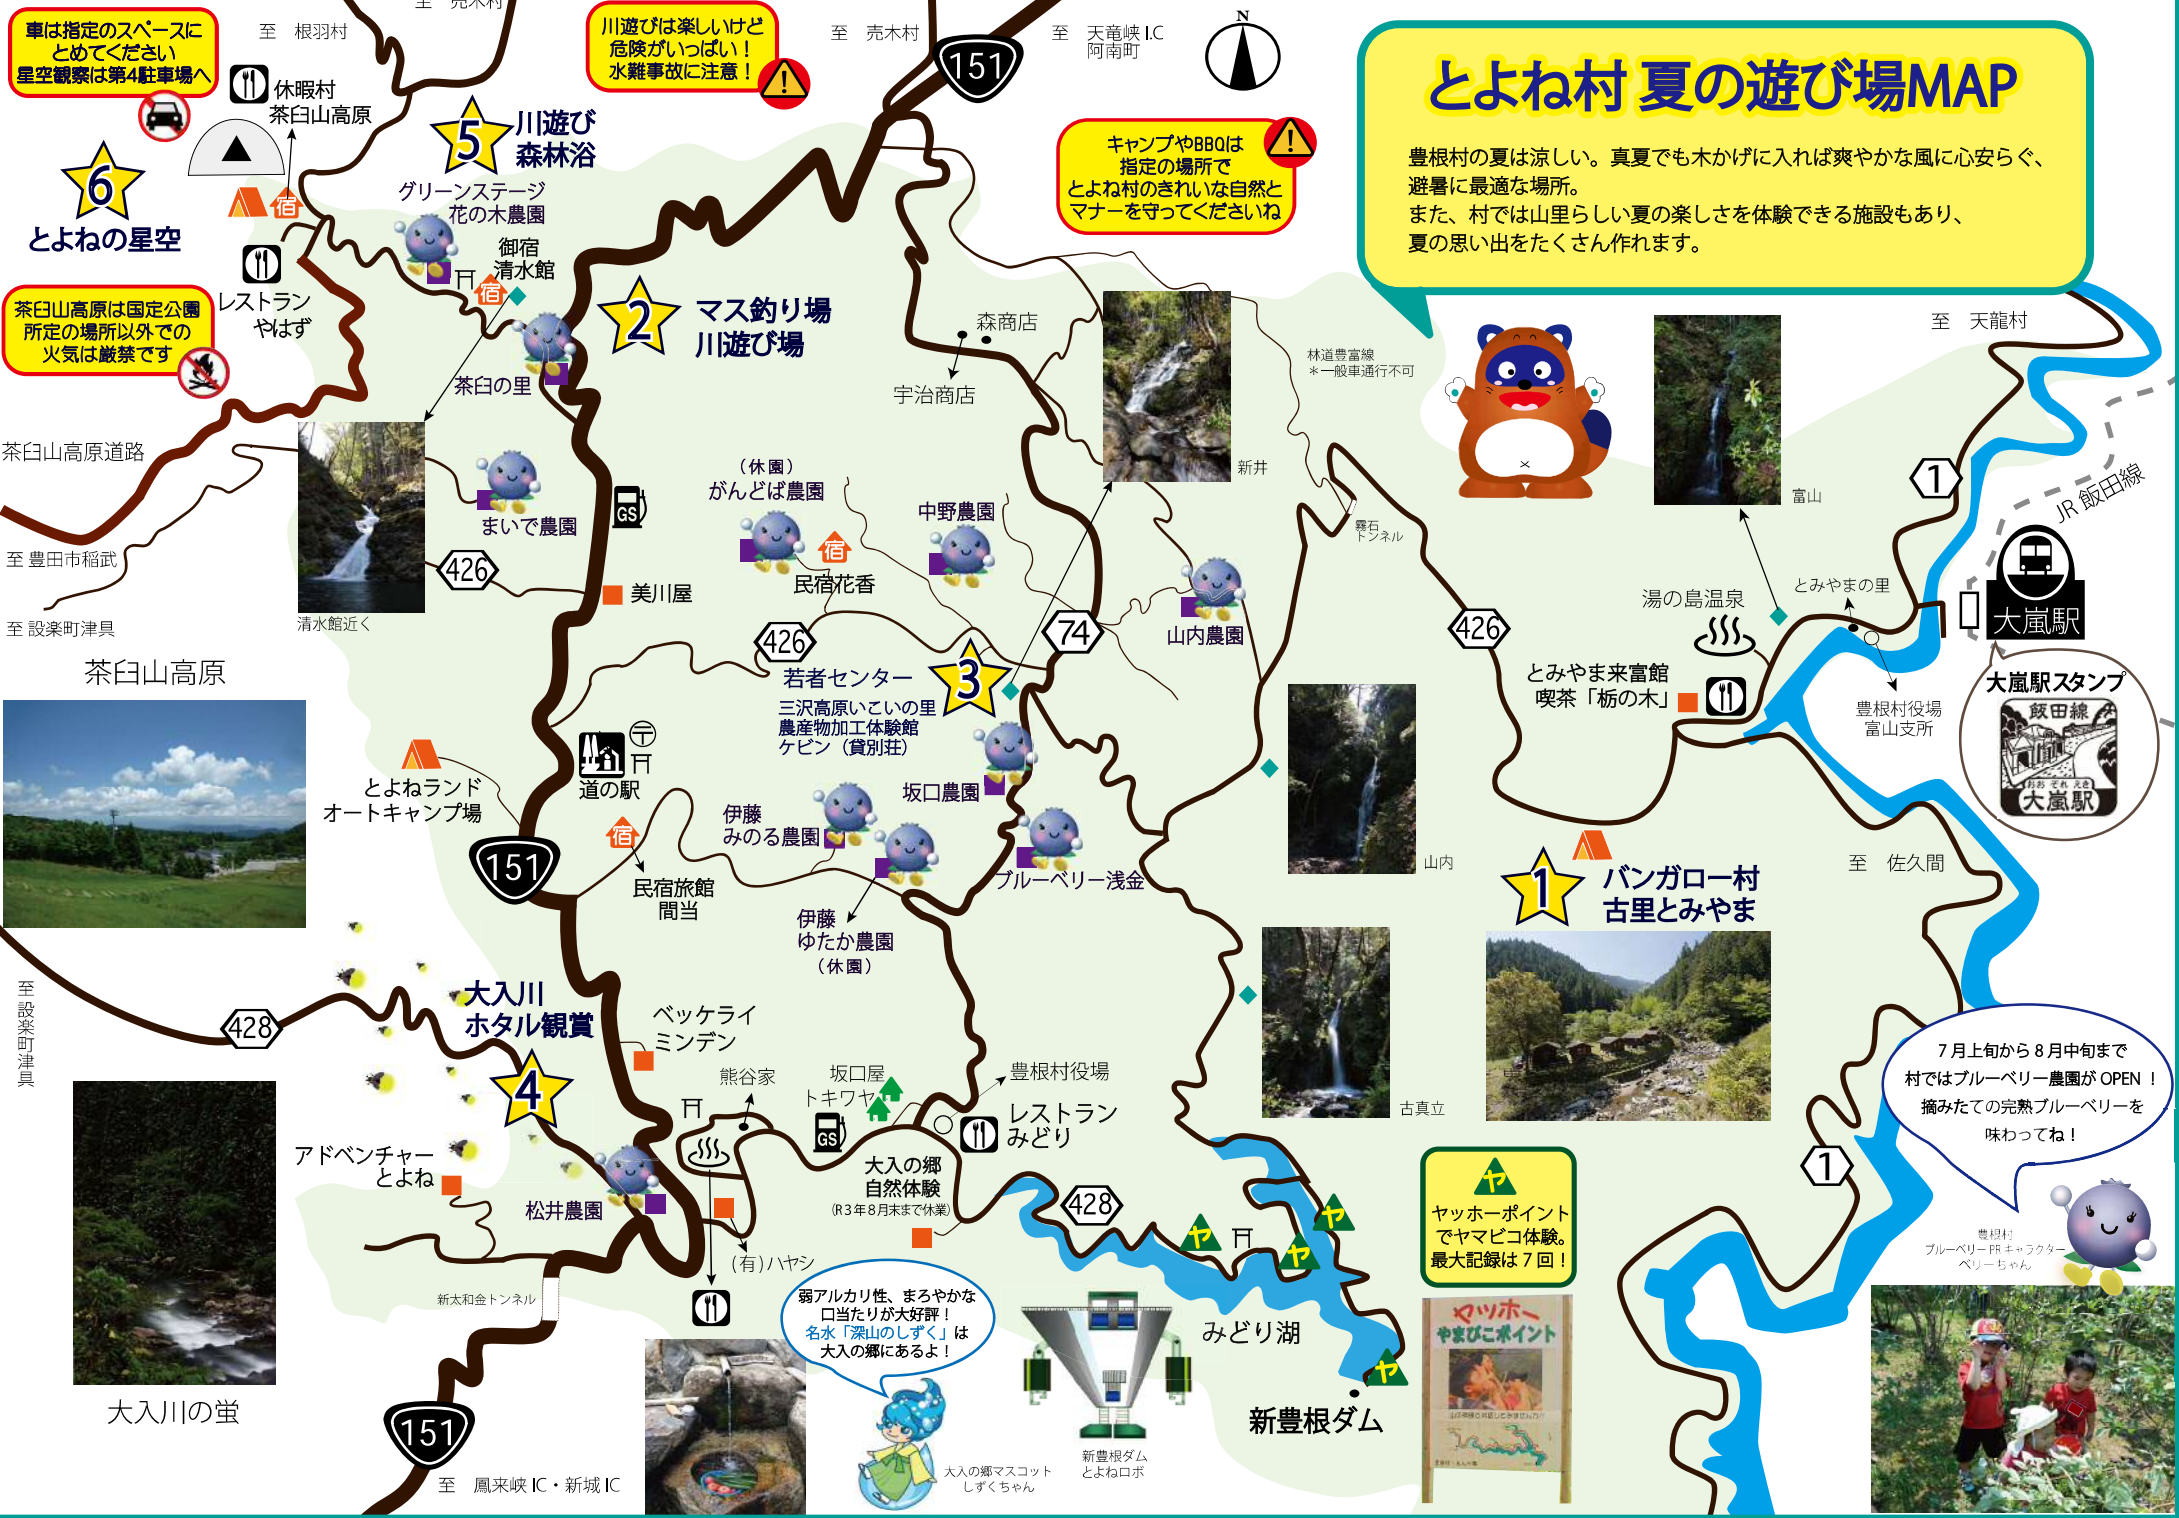 車は指定のスペースに
とめてください
星空観察は第4駐車場へ
至 根羽村
至 売木村
川遊びは楽しいけど
危険がいっぱい！
水難事故に注意！
至 売木村
151
至 天竜峡 I.C
阿南町
N
とよね村 夏の遊び場MAP
豊根村の夏は涼しい。真夏でも木かげに入れば爽やかな風に心安らぐ、
避暑に最適な場所。
また、村では山里らしい夏の楽しさを体験できる施設もあり、
夏の思い出をたくさん作れます。
キャンプやBBQは
指定の場所で
とよね村のきれいな自然と
マナーを守ってくださいね
休暇村
茶臼山高原
5
川遊び
森林浴
6
とよねの星空
宿
グリーンステージ
花の木農園
御宿
清水館
宿
レストラン
やはず
茶臼山高原は国定公園
所定の場所以外での
火気は厳禁です
2
マス釣り場
川遊び場
茶臼の里
森商店
宇治商店
林道豊富線
＊一般車通行不可
新井
至 天龍村
富山
1
JR 飯田線
茶臼山高原道路
まいで農園
GS
（休園）
がんどば農園
宿
民宿花香
中野農園
霧石
トンネル
至 豊田市稲武
至 設楽町津具
426
美川屋
清水館近く
426
74
山内農園
426
湯の島温泉
とみやまの里
大嵐駅
茶臼山高原
若者センター
3
三沢高原いこいの里
農産物加工体験館
ケビン（貸別荘）
とみやま来富館
喫茶「栃の木」
豊根村役場
富山支所
大嵐駅スタンプ
飯田線
おおぞれえき
大嵐駅
とよねランド
オートキャンプ場
道の駅
〒
坂口農園
伊藤
みのる農園
宿
民宿旅館
間当
151
ブルーベリー浅金
伊藤
ゆたか農園
（休園）
山内
1
バンガロー村
古里とみやま
至 佐久間
至 設楽町津具
428
大入川
ホタル観賞
4
ベッケライ
ミンデン
熊谷家
坂口屋
トキワヤ
GS
豊根村役場
レストラン
みどり
古真立
7月上旬から8月中旬まで
村ではブルーベリー農園が OPEN！
摘みたての完熟ブルーベリーを
味わってね！
アドベンチャー
とよね
松井農園
大入の郷
自然体験
(R3年8月末まで休業)
428
ヤ
ヤ
ヤ
ヤ
ヤ
ヤッホーポイント
でヤマビコ体験。
最大記録は7回！
1
豊根村
ブルーベリーPRキャラクター
ベリーちゃん
(有)ハヤシ
新太和金トンネル
弱アルカリ性、まろやかな
口当たりが大好評！
名水「深山のしずく」は
大入の郷にあるよ！
みどり湖
ヤッホー
やまびこポイント
大入川の蛍
151
至 鳳来峡 IC・新城 IC
大入の郷マスコット
しずくちゃん
新豊根ダム
とよねロボ
新豊根ダム